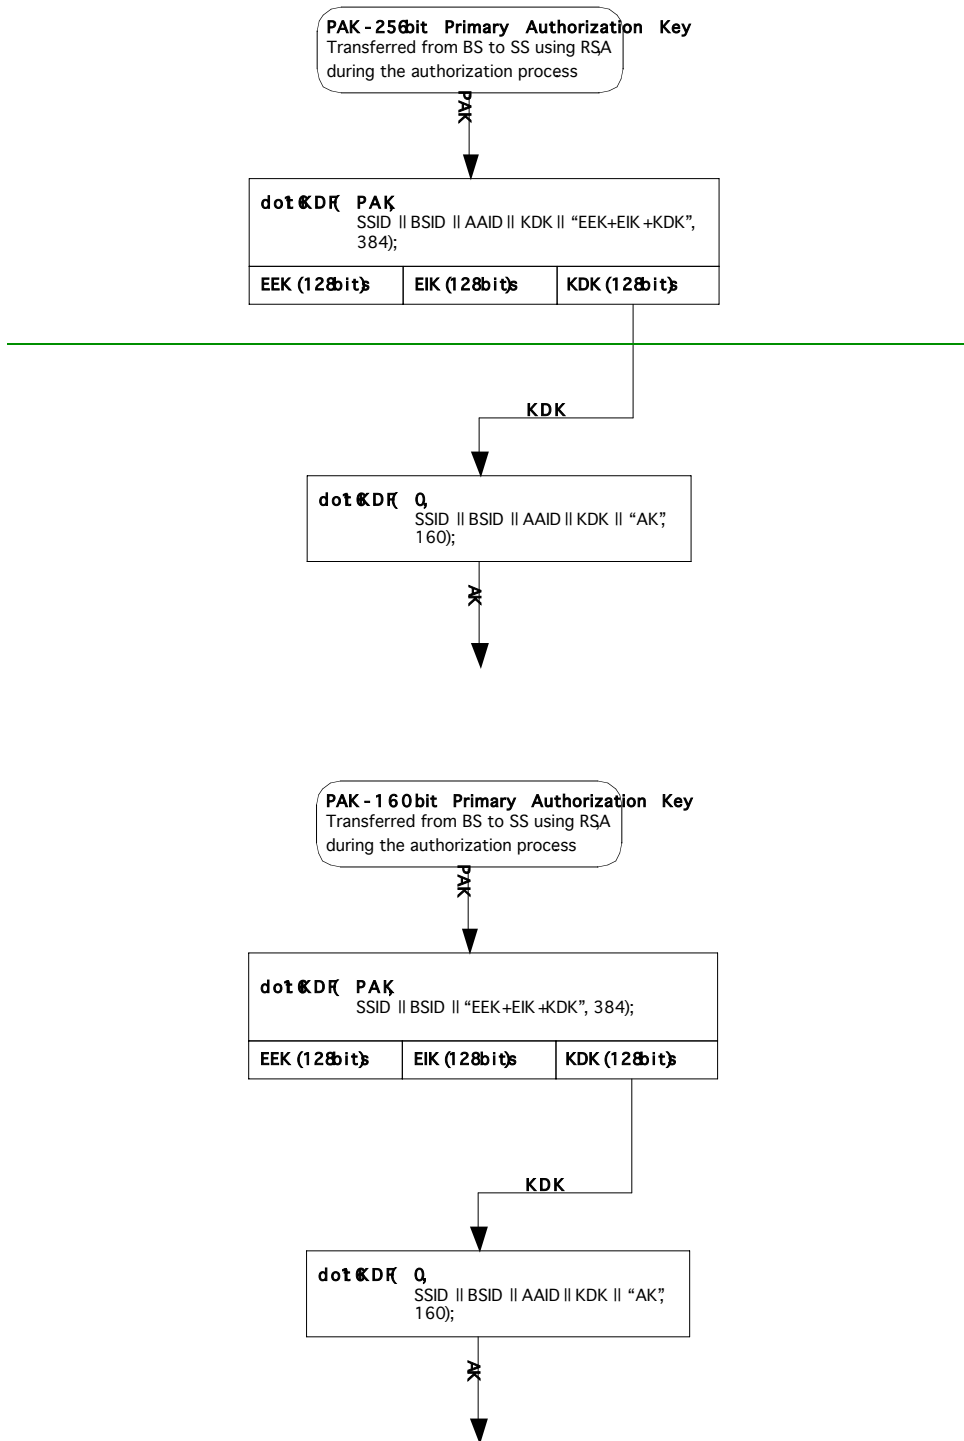 PAK - 256bit Primary Authorization Key
Transferred from BS to SS using RSA,
during the authorization process
PAK
dot16KDF( PAK,
SSID || BSID || AAID || KDK || “EEK+EIK+KDK”,
384);
EEK (128bits)
EIK (128bits)
KDK (128bits)
KDK
dot16KDF( 0,
SSID || BSID || AAID || KDK || “AK”,
160);
AK
PAK - 160bit Primary Authorization Key
Transferred from BS to SS using RSA,
during the authorization process
PAK
dot16KDF( PAK,
SSID || BSID || “EEK+EIK+KDK”, 384);
EEK (128bits)
EIK (128bits)
KDK (128bits)
KDK
dot16KDF( 0,
SSID || BSID || AAID || KDK || “AK”,
160);
AK